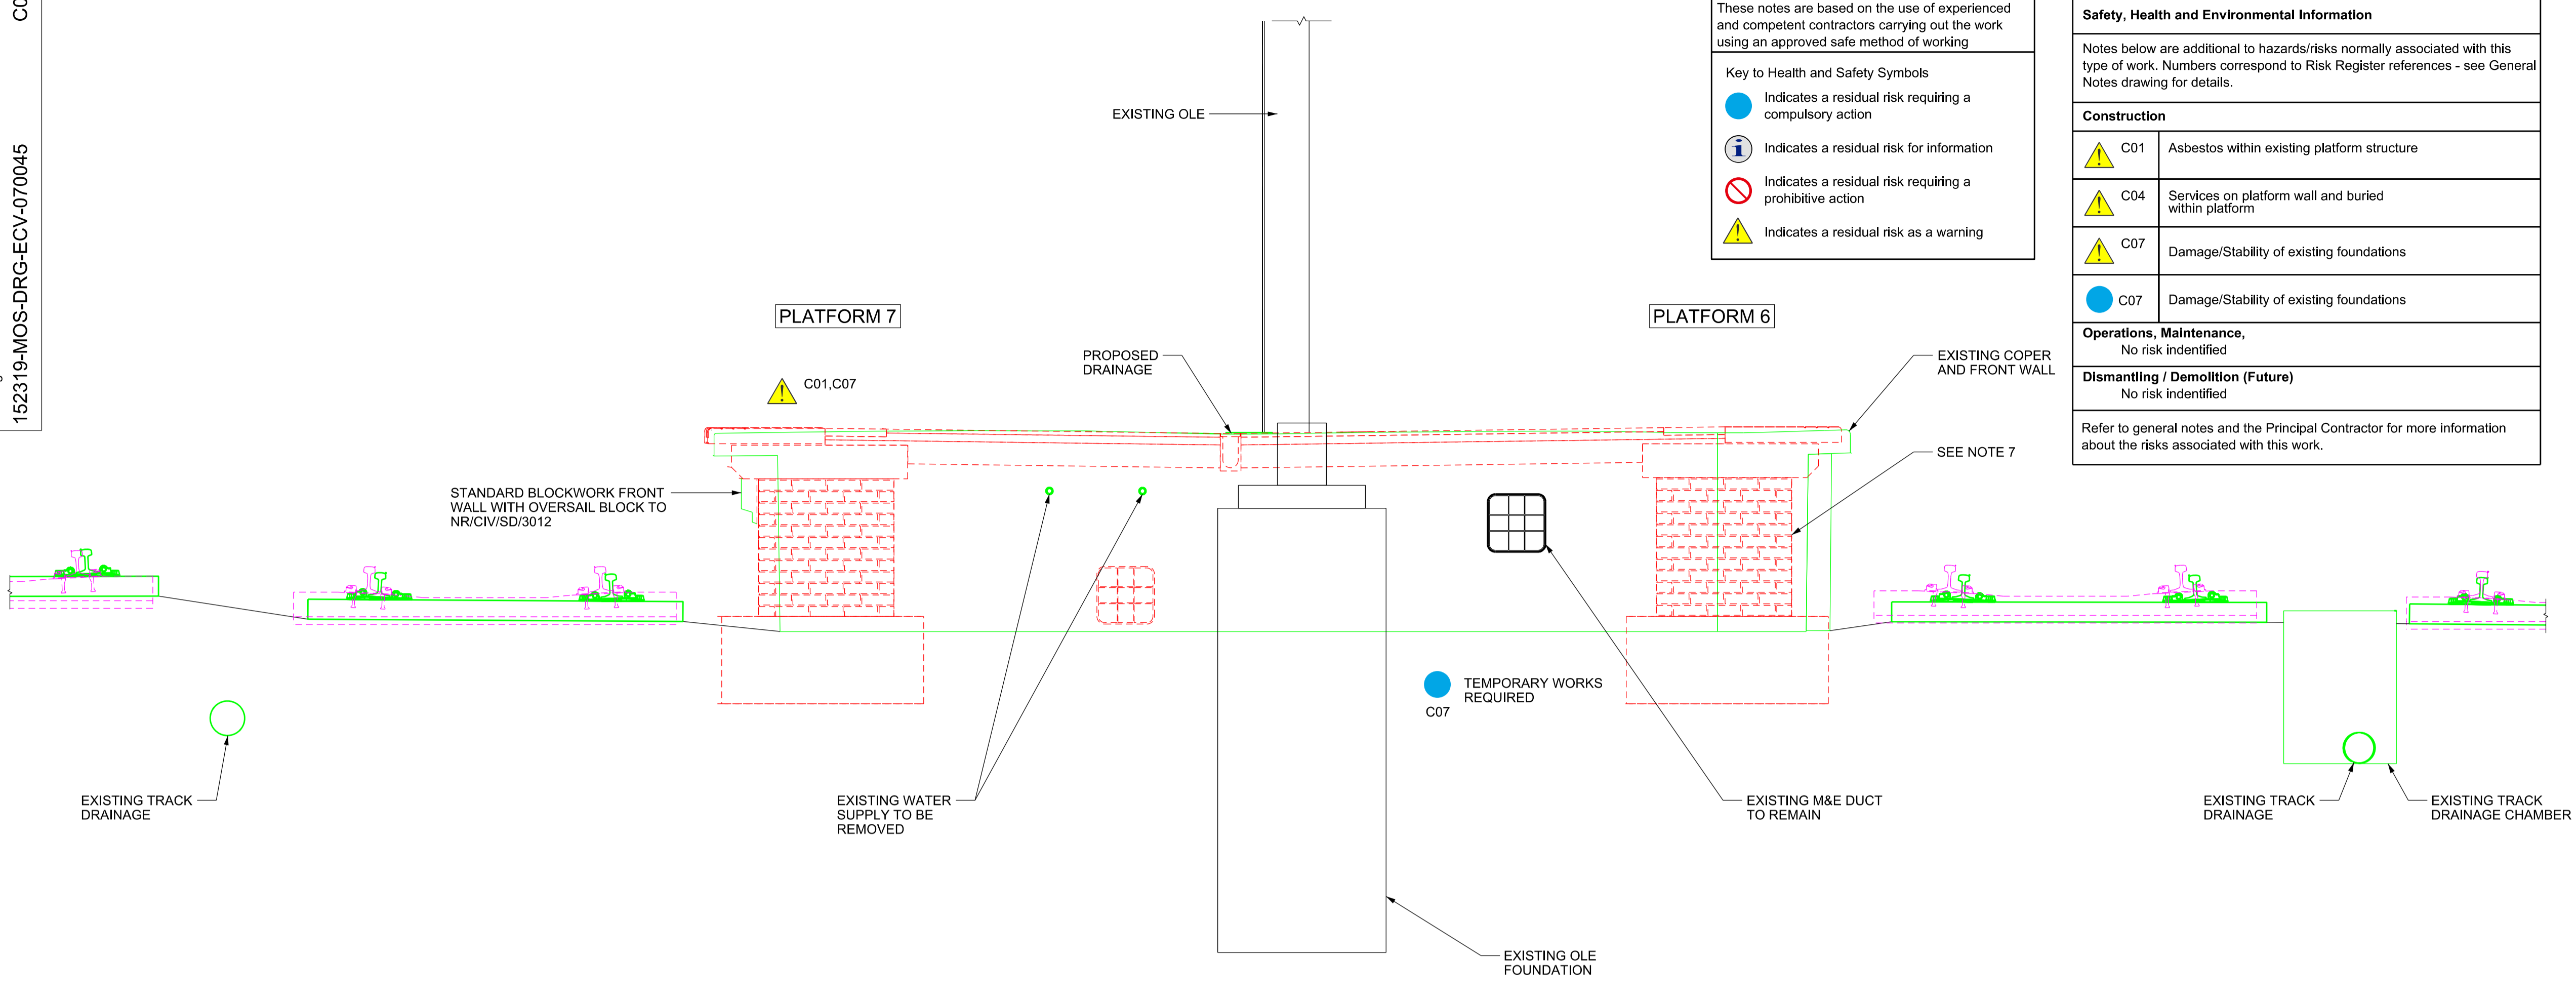 152319-MOS-DRG-ECV-070045
These notes are based on the use of experienced
and competent contractors carrying out the work
using an approved safe method of working
Key to Health and Safety Symbols
Indicates a residual risk requiring a
compulsory action
Indicates a residual risk for information
Indicates a residual risk requiring a
prohibitive action
Indicates a residual risk as a warning
Safety, Health and Environmental Information
Notes below are additional to hazards/risks normally associated with this
type of work. Numbers correspond to Risk Register references - see General
Notes drawing for details.
Construction
C01 Asbestos within existing platform structure
C04 Services on platform wall and buried
within platform
C07 Damage/Stability of existing foundations
C07 Damage/Stability of existing foundations
Operations, Maintenance,
No risk indentified
Dismantling / Demolition (Future)
No risk indentified
Refer to general notes and the Principal Contractor for more information
about the risks associated with this work.
EXISTING OLE
PLATFORM 7
PLATFORM 6
PROPOSED
DRAINAGE
EXISTING COPER
AND FRONT WALL
C01,C07
SEE NOTE 7
STANDARD BLOCKWORK FRONT
WALL WITH OVERSAIL BLOCK TO
NR/CIV/SD/3012
TEMPORARY WORKS
REQUIRED
C07
EXISTING TRACK
DRAINAGE
EXISTING WATER
SUPPLY TO BE
REMOVED
EXISTING M&E DUCT
TO REMAIN
EXISTING TRACK
DRAINAGE
EXISTING TRACK
DRAINAGE CHAMBER
EXISTING OLE
FOUNDATION